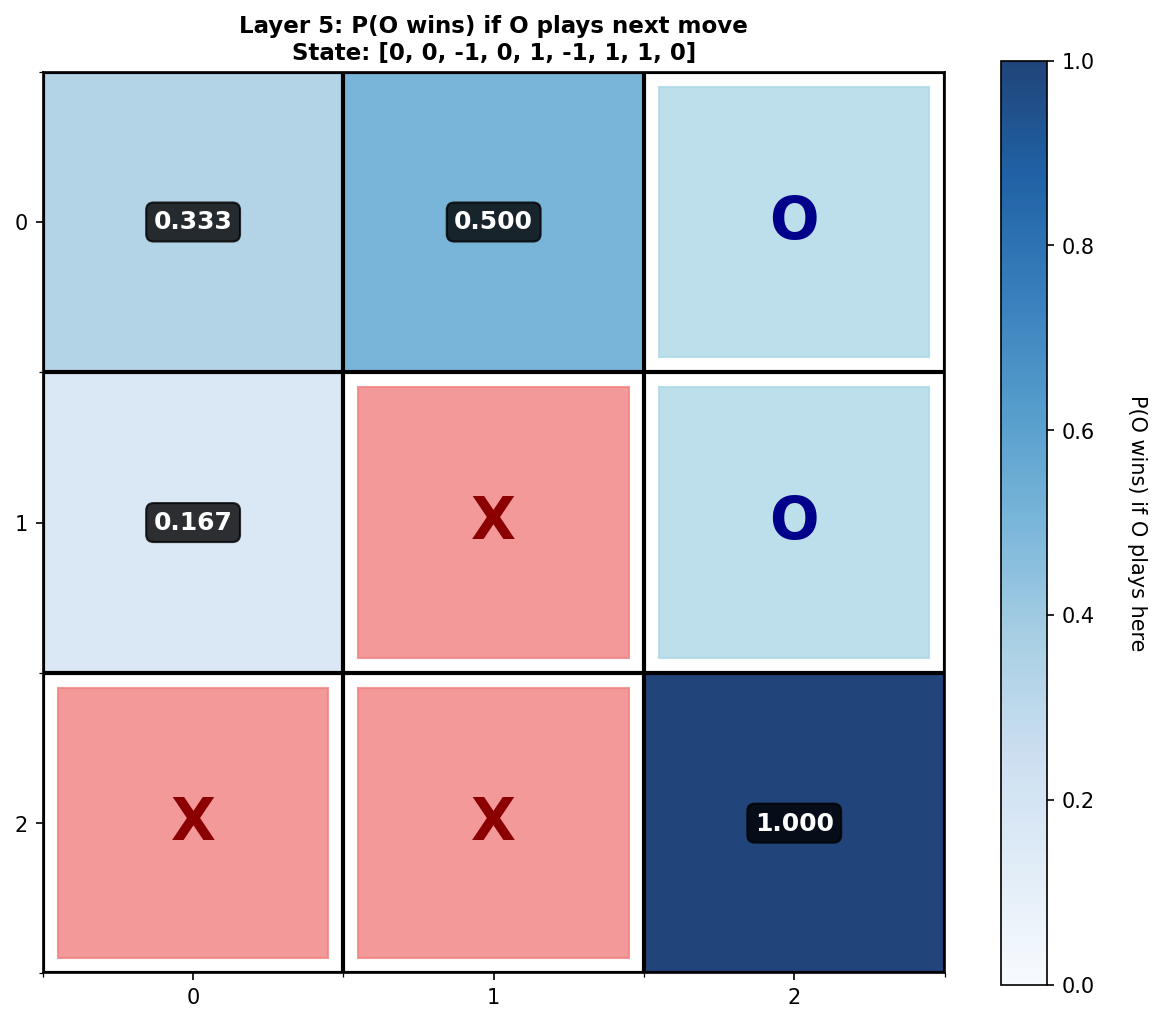 Layer 5: P(O wins) if O plays next move
State: [0, 0, -1, 0, 1, -1, 1, 1, 0]
0
0.333
0.500
O
1
0.167
X
O
2
X
X
1.000
0
1
2
1.0
0.8
0.6
0.4
0.2
0.0
P(O wins) if O plays here